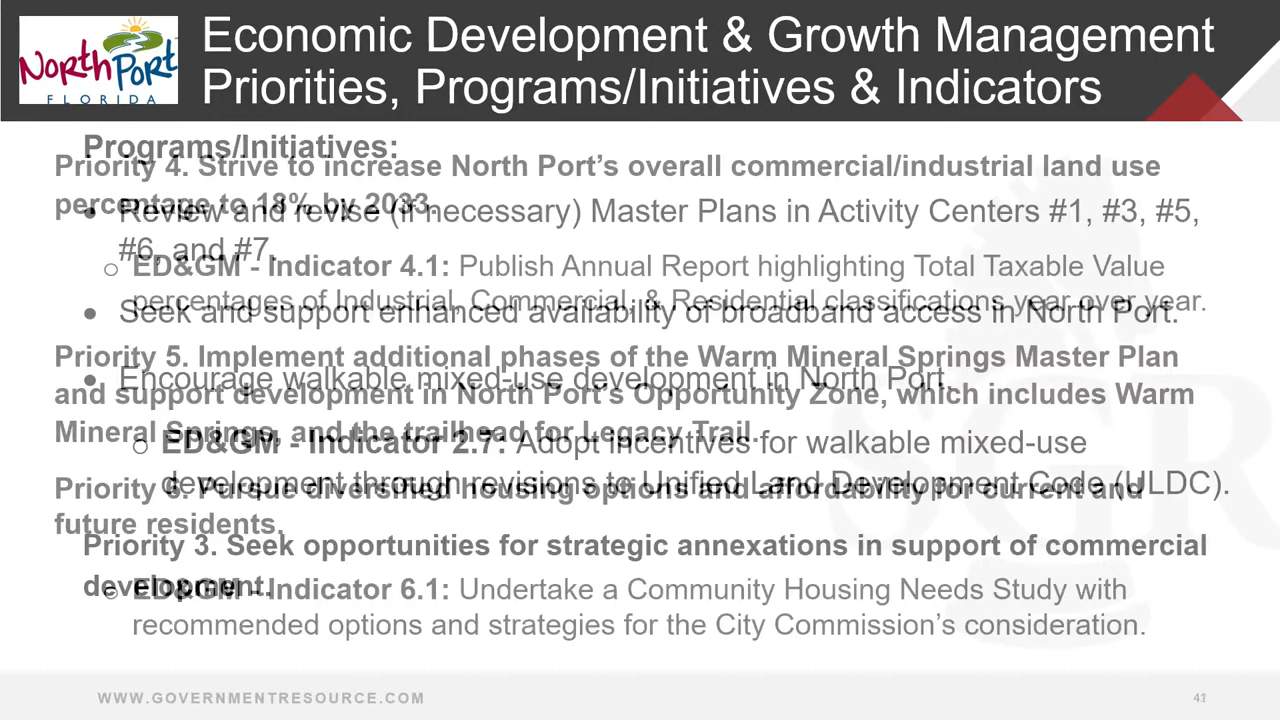 North Port
FLORIDA
Economic Development & Growth Management
Priorities, Programs/Initiatives & Indicators
Programs/Initiatives:
Priority 4. Strive to increase North Port’s overall commercial/industrial land use
percentage to 18% by 2033.
• Review and revise (if necessary) Master Plans in Activity Centers #1, #3, #5,
#6, and #7.
○ ED&GM - Indicator 4.1: Publish Annual Report highlighting Total Taxable Value
percentages of Industrial, Commercial, & Residential classifications year over year.
• Seek and support enhanced availability of broadband access in North Port.
Priority 5. Implement additional phases of the Warm Mineral Springs Master Plan
• Encourage walkable mixed-use development in North Port.
and support development in North Port’s Opportunity Zone, which includes Warm
Mineral Springs, and the trailhead for Legacy Trail.
○ ED&GM - Indicator 2.7: Adopt incentives for walkable mixed-use
development through revisions to Unified Land Development Code (ULDC).
Priority 6. Pursue diversified housing options and affordability for current and
future residents.
Priority 3. Seek opportunities for strategic annexations in support of commercial
development.
○ ED&GM - Indicator 6.1: Undertake a Community Housing Needs Study with
recommended options and strategies for the City Commission’s consideration.
SGR
WWW.GOVERNMENTRESOURCE.COM